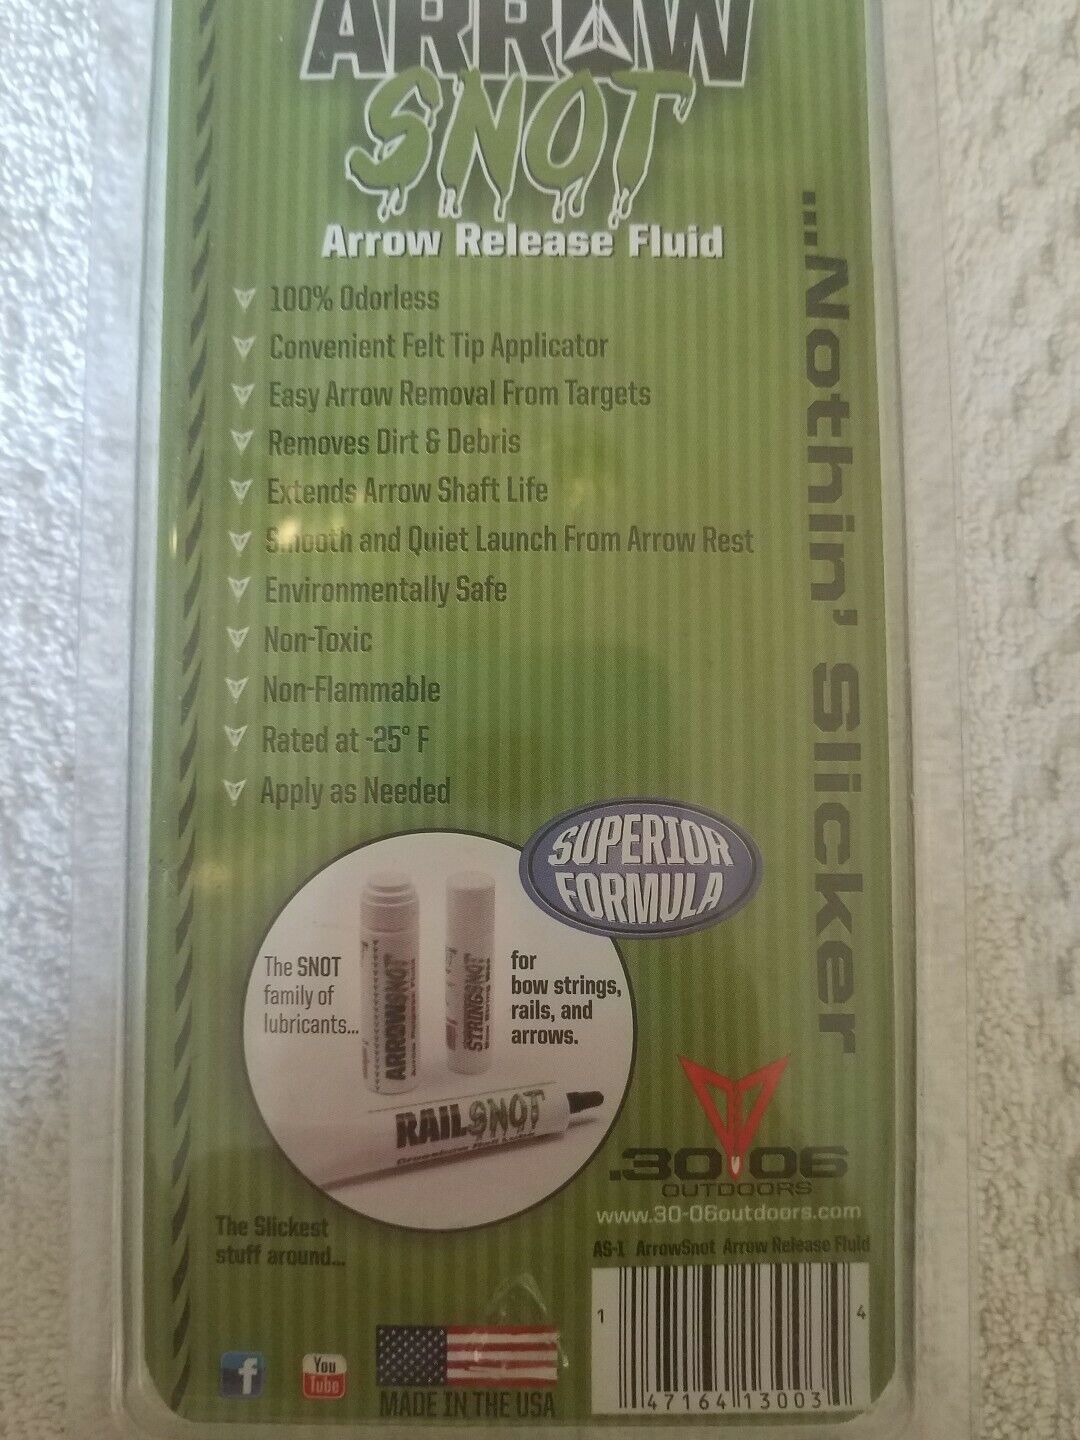 ARROW
SNOT
Arrow Release Fluid
100% Odorless
Convenient Felt Tip Applicator
Easy Arrow Removal From Targets
Removes Dirt & Debris
Extends Arrow Shaft Life
Smooth and Quiet Launch From Arrow Rest
Environmentally Safe
Non-Toxic
Non-Flammable
Rated at -25° F
Apply as Needed
...Nothin' Slicker
SUPERIOR
FORMULA
The SNOT
family of
lubricants...
ARROWSNOT
STRINGSNOT
for
bow strings,
rails, and
arrows.
RAILSNOT
.30-06
OUTDOORS
www.30-06outdoors.com
The Slickest
stuff around...
AS-1 ArrowSnot Arrow Release Fluid
1 47164 13003 4
f
You
Tube
MADE IN THE USA